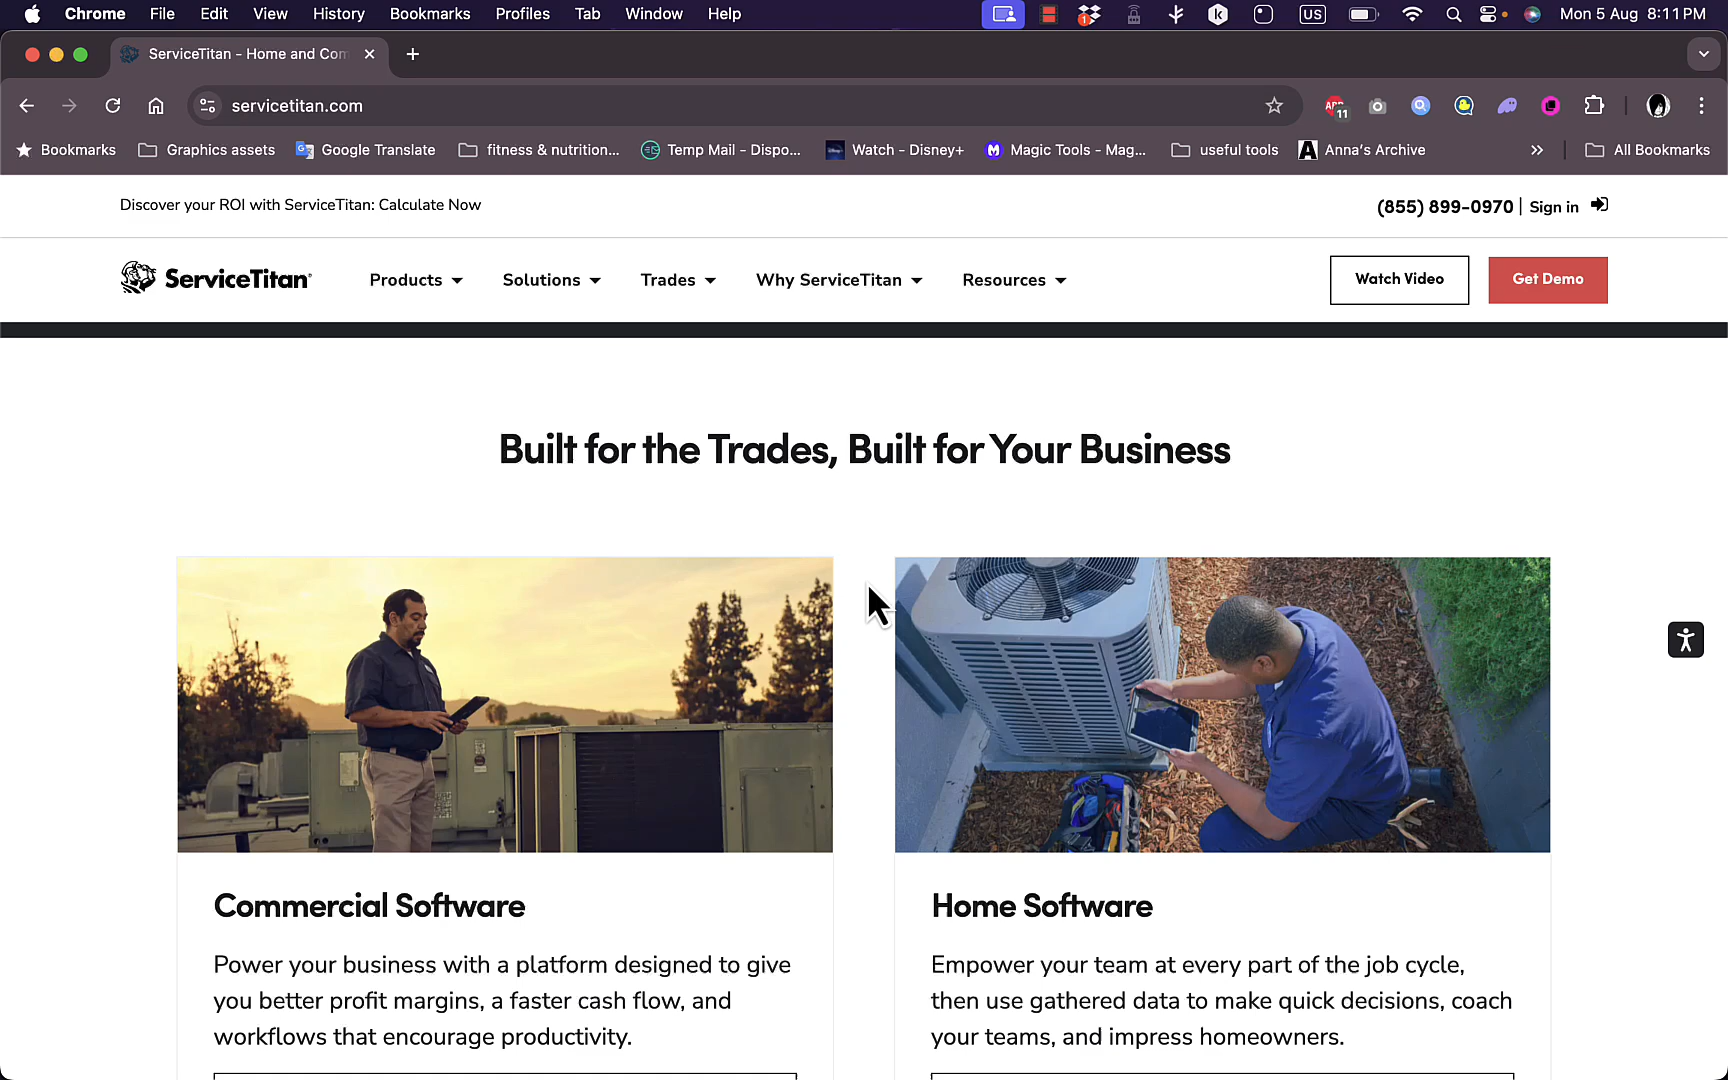 Chrome File Edit View History Bookmarks Profiles Tab Window Help 1 k US Mon 5 Aug 8:11 PM
ServiceTitan - Home and Com
servicetitan.com ABP 11
Bookmarks Graphics assets Google Translate fitness & nutrition... Temp Mail - Dispo... Watch - Disney+ Magic Tools - Mag... useful tools Anna's Archive All Bookmarks
Discover your ROI with ServiceTitan: Calculate Now
(855) 899-0970 | Sign in
ServiceTitan Products Solutions Trades Why ServiceTitan Resources Watch Video Get Demo
Built for the Trades, Built for Your Business
Commercial Software
Power your business with a platform designed to give
you better profit margins, a faster cash flow, and
workflows that encourage productivity.
Home Software
Empower your team at every part of the job cycle,
then use gathered data to make quick decisions, coach
your teams, and impress homeowners.